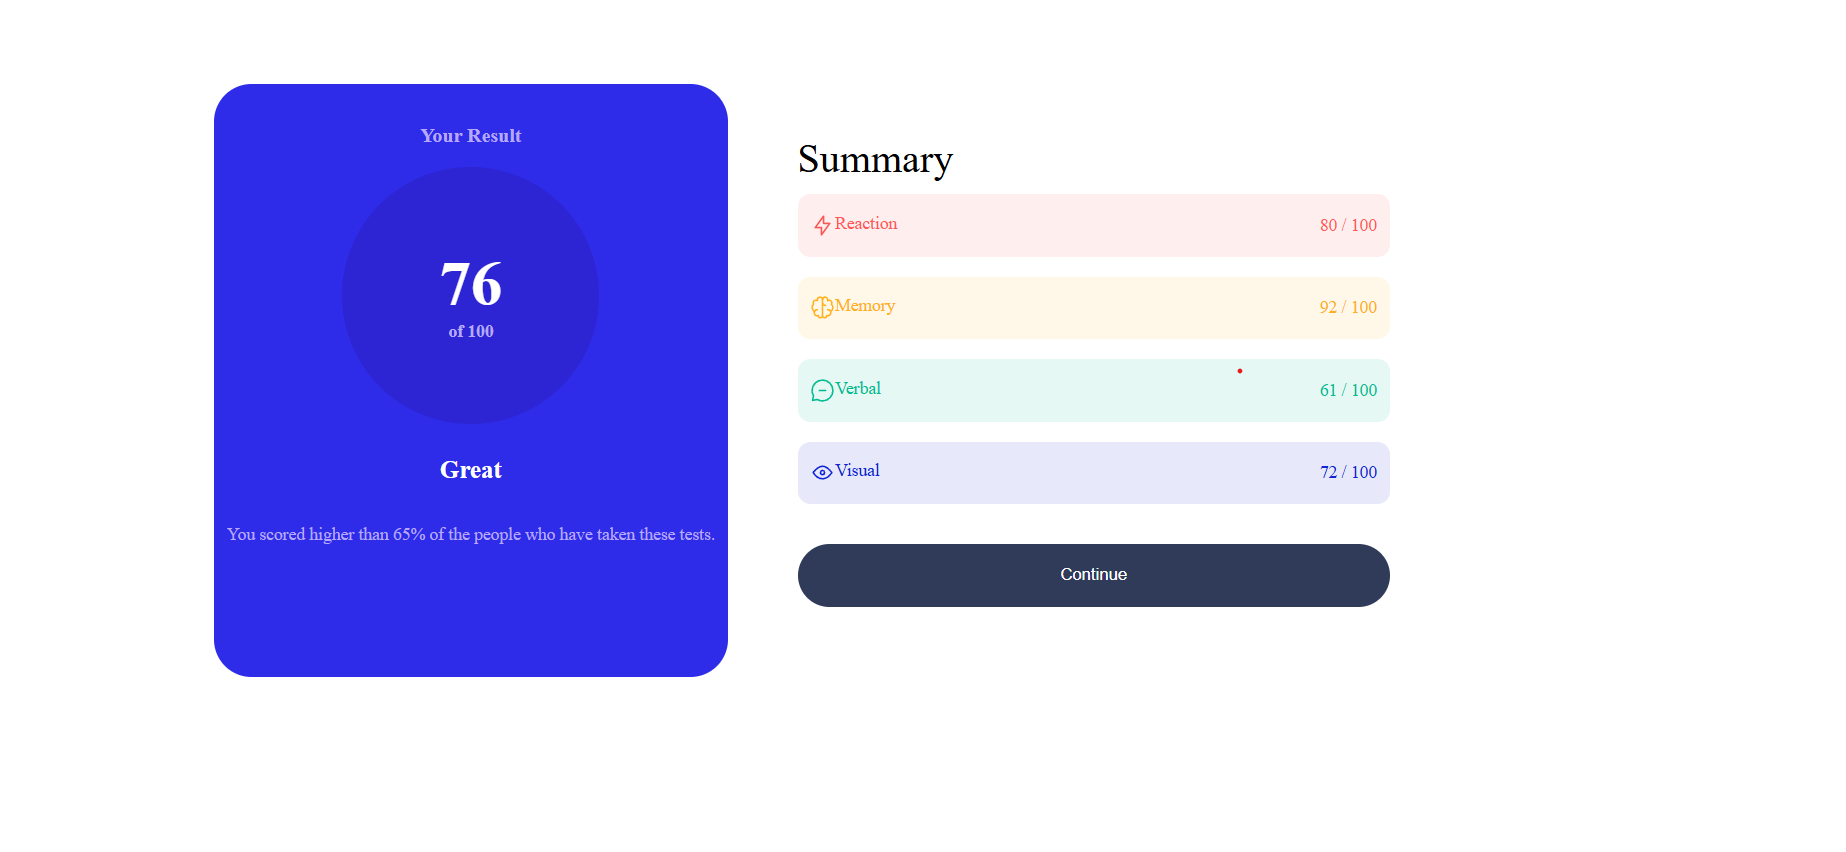 Your Result
76
of 100
Great
You scored higher than 65% of the people who have taken these tests.
Summary
Reaction 80 / 100
Memory 92 / 100
Verbal 61 / 100
Visual 72 / 100
Continue